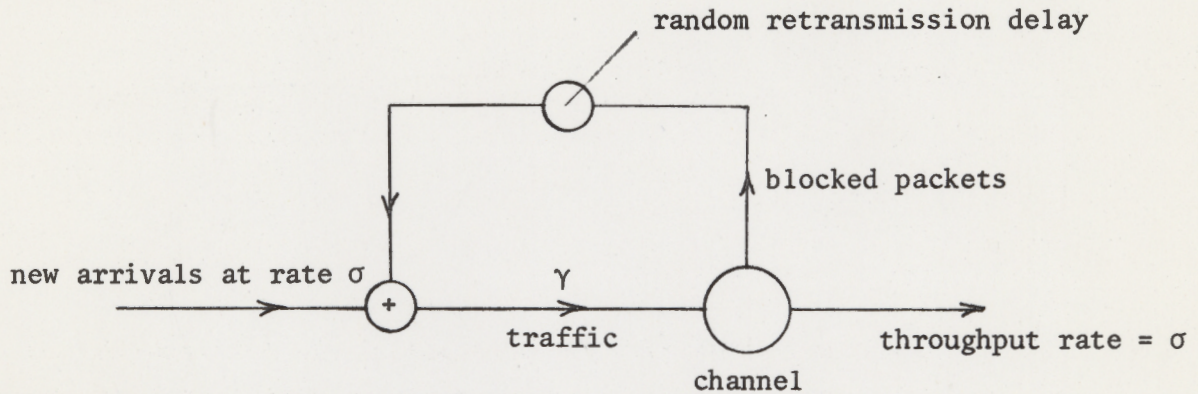 random retransmission delay
blocked packets
new arrivals at rate σ
+
γ
traffic
throughput rate = σ
channel